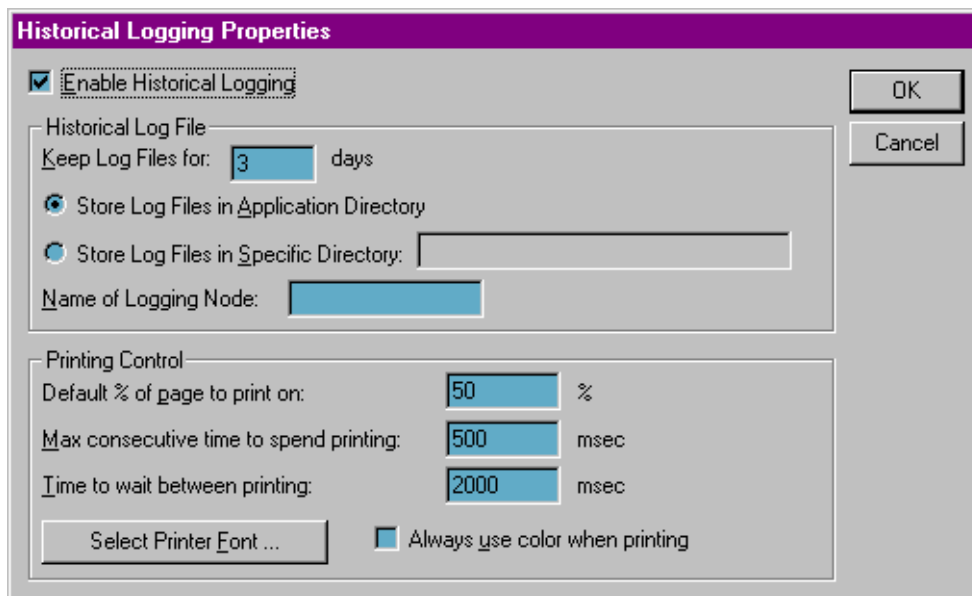 Historical Logging Properties
Enable Historical Logging
OK
Cancel
Historical Log File
Keep Log Files for: 3 days
Store Log Files in Application Directory
Store Log Files in Specific Directory:
Name of Logging Node:
Printing Control
Default % of page to print on: 50 %
Max consecutive time to spend printing: 500 msec
Time to wait between printing: 2000 msec
Select Printer Font ... Always use color when printing